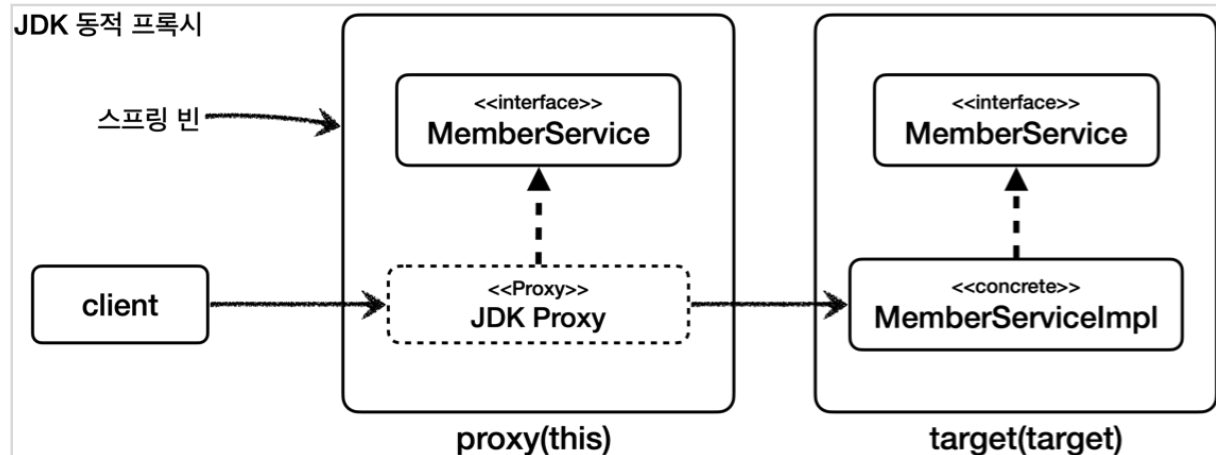 JDK 동적 프록시
스프링 빈
<<interface>>
MemberService
<<interface>>
MemberService
client
<<Proxy>>
JDK Proxy
<<concrete>>
MemberServiceImpl
proxy(this)
target(target)